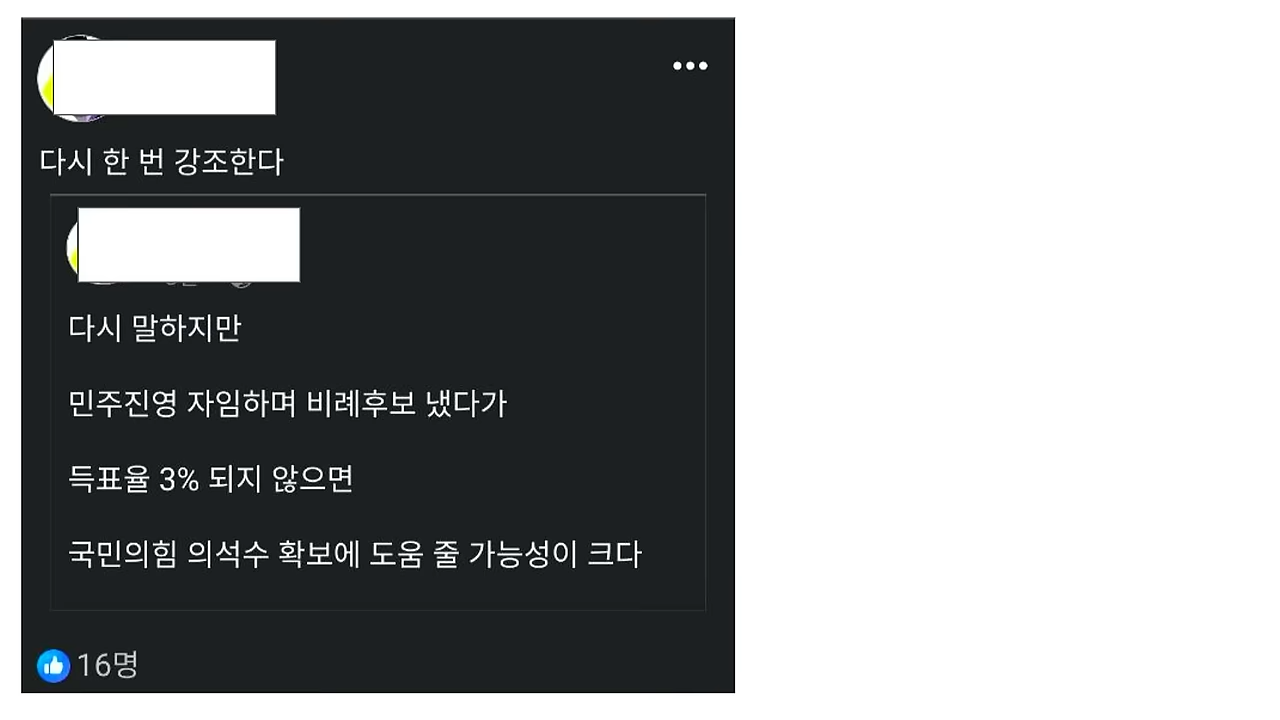 다시 한 번 강조한다
다시 말하지만
민주진영 자임하며 비례후보 냈다가
득표율 3% 되지 않으면
국민의힘 의석수 확보에 도움 줄 가능성이 크다
16명